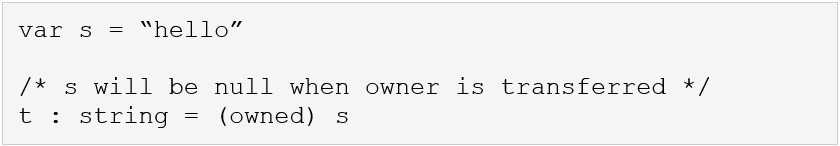 var s = “hello”
/* s will be null when owner is transferred */
t : string = (owned) s